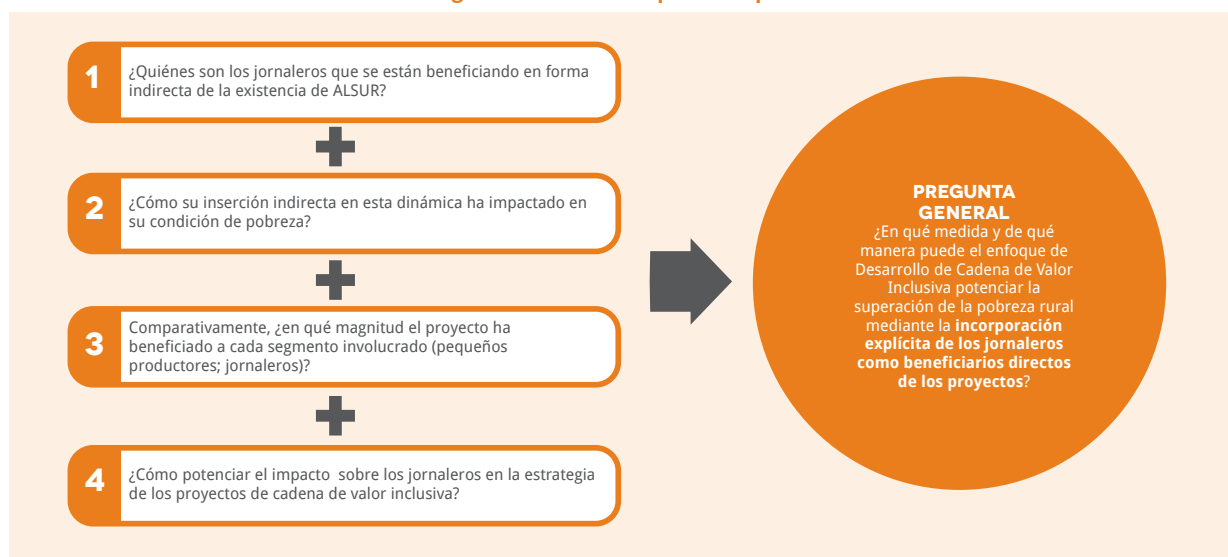 1
¿Quiénes son los jornaleros que se están beneficiando en forma
indirecta de la existencia de ALSUR?
2
¿Cómo su inserción indirecta en esta dinámica ha impactado en
su condición de pobreza?
3
Comparativamente, ¿en qué magnitud el proyecto ha
beneficiado a cada segmento involucrado (pequeños
productores; jornaleros)?
4
¿Cómo potenciar el impacto sobre los jornaleros en la estrategia
de los proyectos de cadena de valor inclusiva?
PREGUNTA
GENERAL
¿En qué medida y de qué
manera puede el enfoque de
Desarrollo de Cadena de Valor
Inclusiva potenciar la
superación de la pobreza rural
mediante la incorporación
explícita de los jornaleros
como beneficiarios directos
de los proyectos?